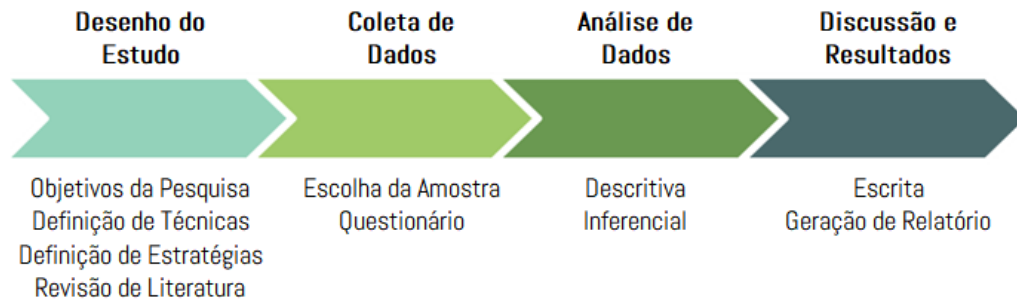 Desenho do
Estudo
Coleta de
Dados
Análise de
Dados
Discussão e
Resultados
Objetivos da Pesquisa
Definição de Técnicas
Definição de Estratégias
Revisão de Literatura
Escolha da Amostra
Questionário
Descritiva
Inferencial
Escrita
Geração de Relatório